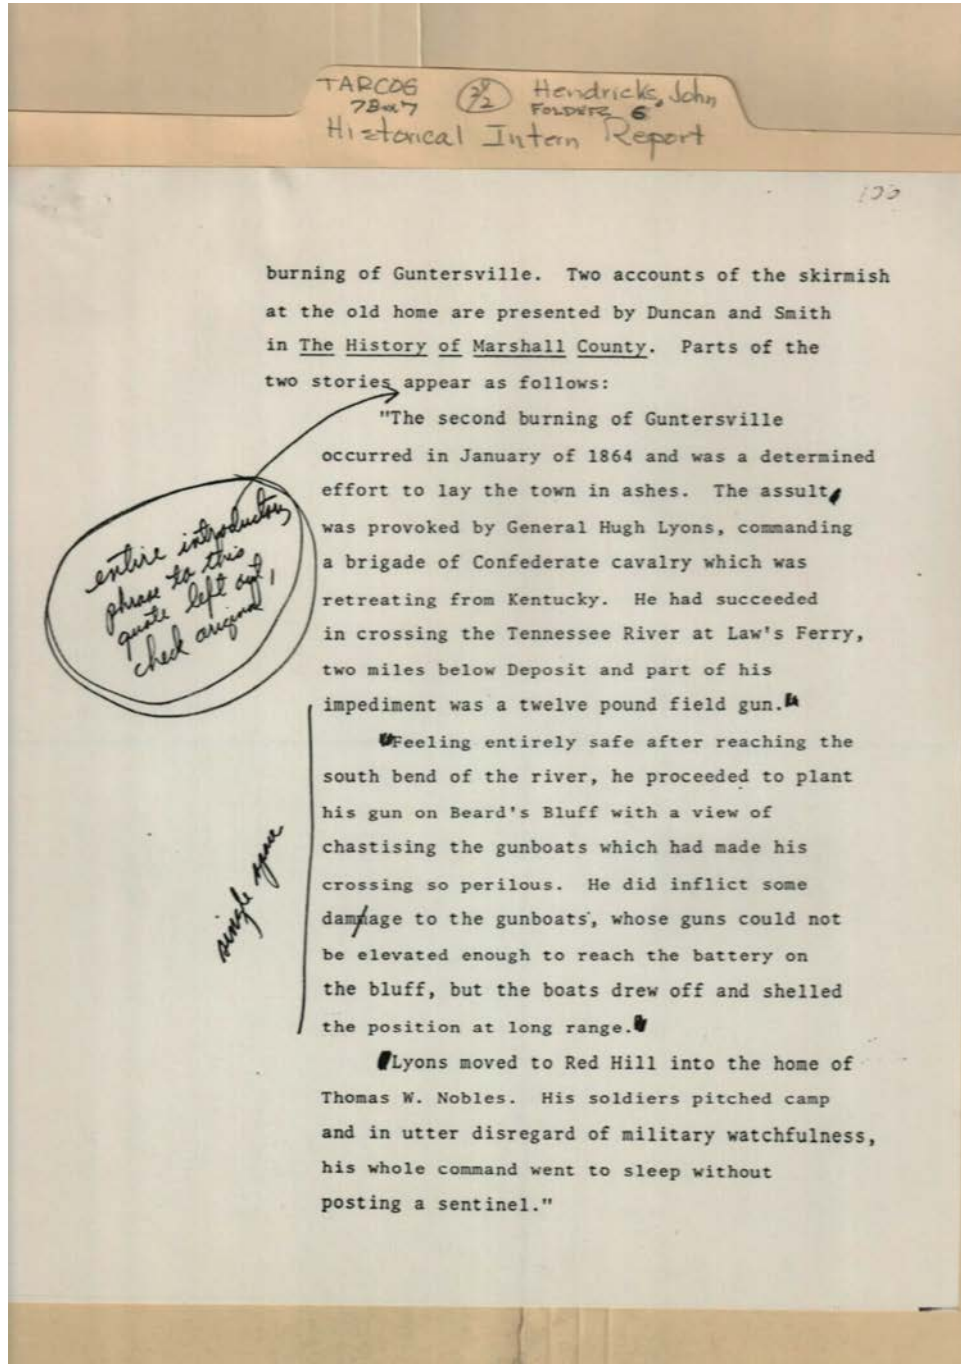 TARCOG Hendricks, John
FOLDER 6
Historical Intern Report
burning of Guntersville. Two accounts of the skirmish
at the old home are presented by Duncan and Smith
in The History of Marshall County. Parts of the
two stories appear as follows:
"The second burning of Guntersville
occurred in January of 1864 and was a determined
effort to lay the town in ashes. The assult
was provoked by General Hugh Lyons, commanding
a brigade of Confederate cavalry which was
retreating from Kentucky. He had succeeded
in crossing the Tennessee River at Law's Ferry,
two miles below Deposit and part of his
impediment was a twelve pound field gun.
entire introductory
phrase to this
quote left out,
check original
Feeling entirely safe after reaching the
south bend of the river, he proceeded to plant
his gun on Beard's Bluff with a view of
chastising the gunboats which had made his
crossing so perilous. He did inflict some
damage to the gunboats, whose guns could not
be elevated enough to reach the battery on
the bluff, but the boats drew off and shelled
the position at long range.
single space
Lyons moved to Red Hill into the home of
Thomas W. Nobles. His soldiers pitched camp
and in utter disregard of military watchfulness,
his whole command went to sleep without
posting a sentinel."